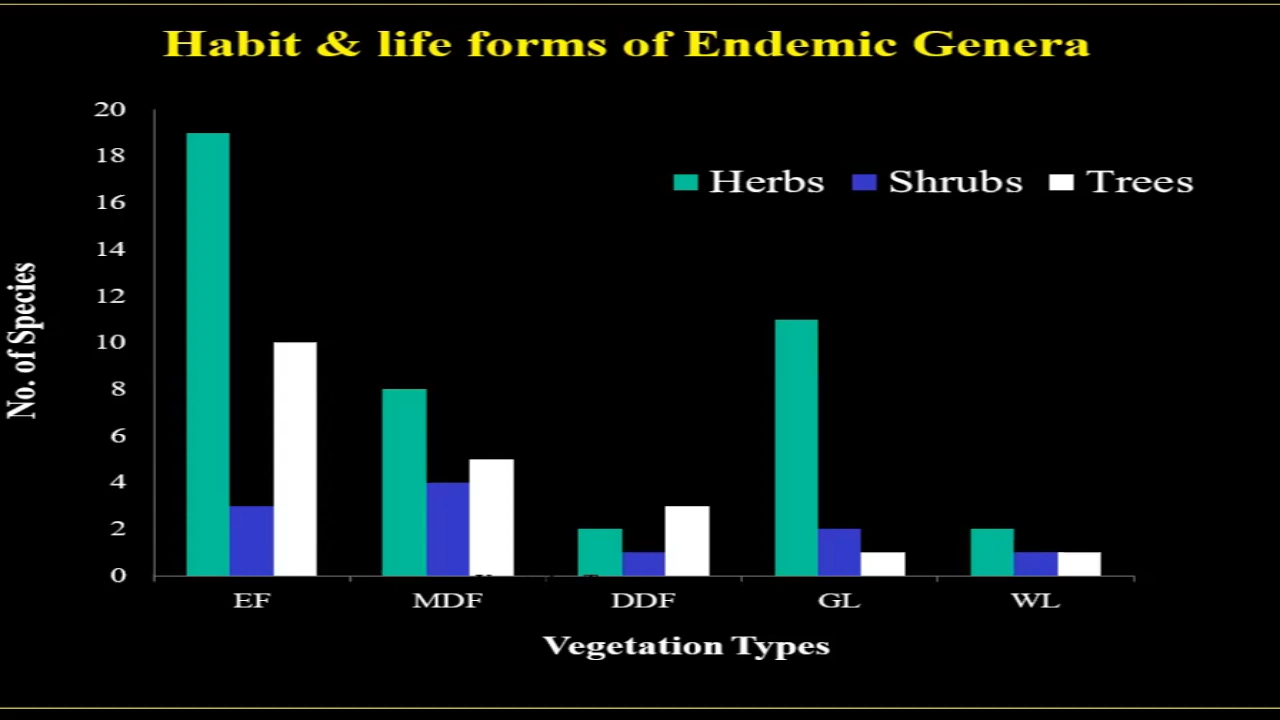 Habit & life forms of Endemic Genera
20
18
16
14
12
10
8
6
4
2
0
No. of Species
Herbs Shrubs Trees
EF MDF DDF GL WL
Vegetation Types